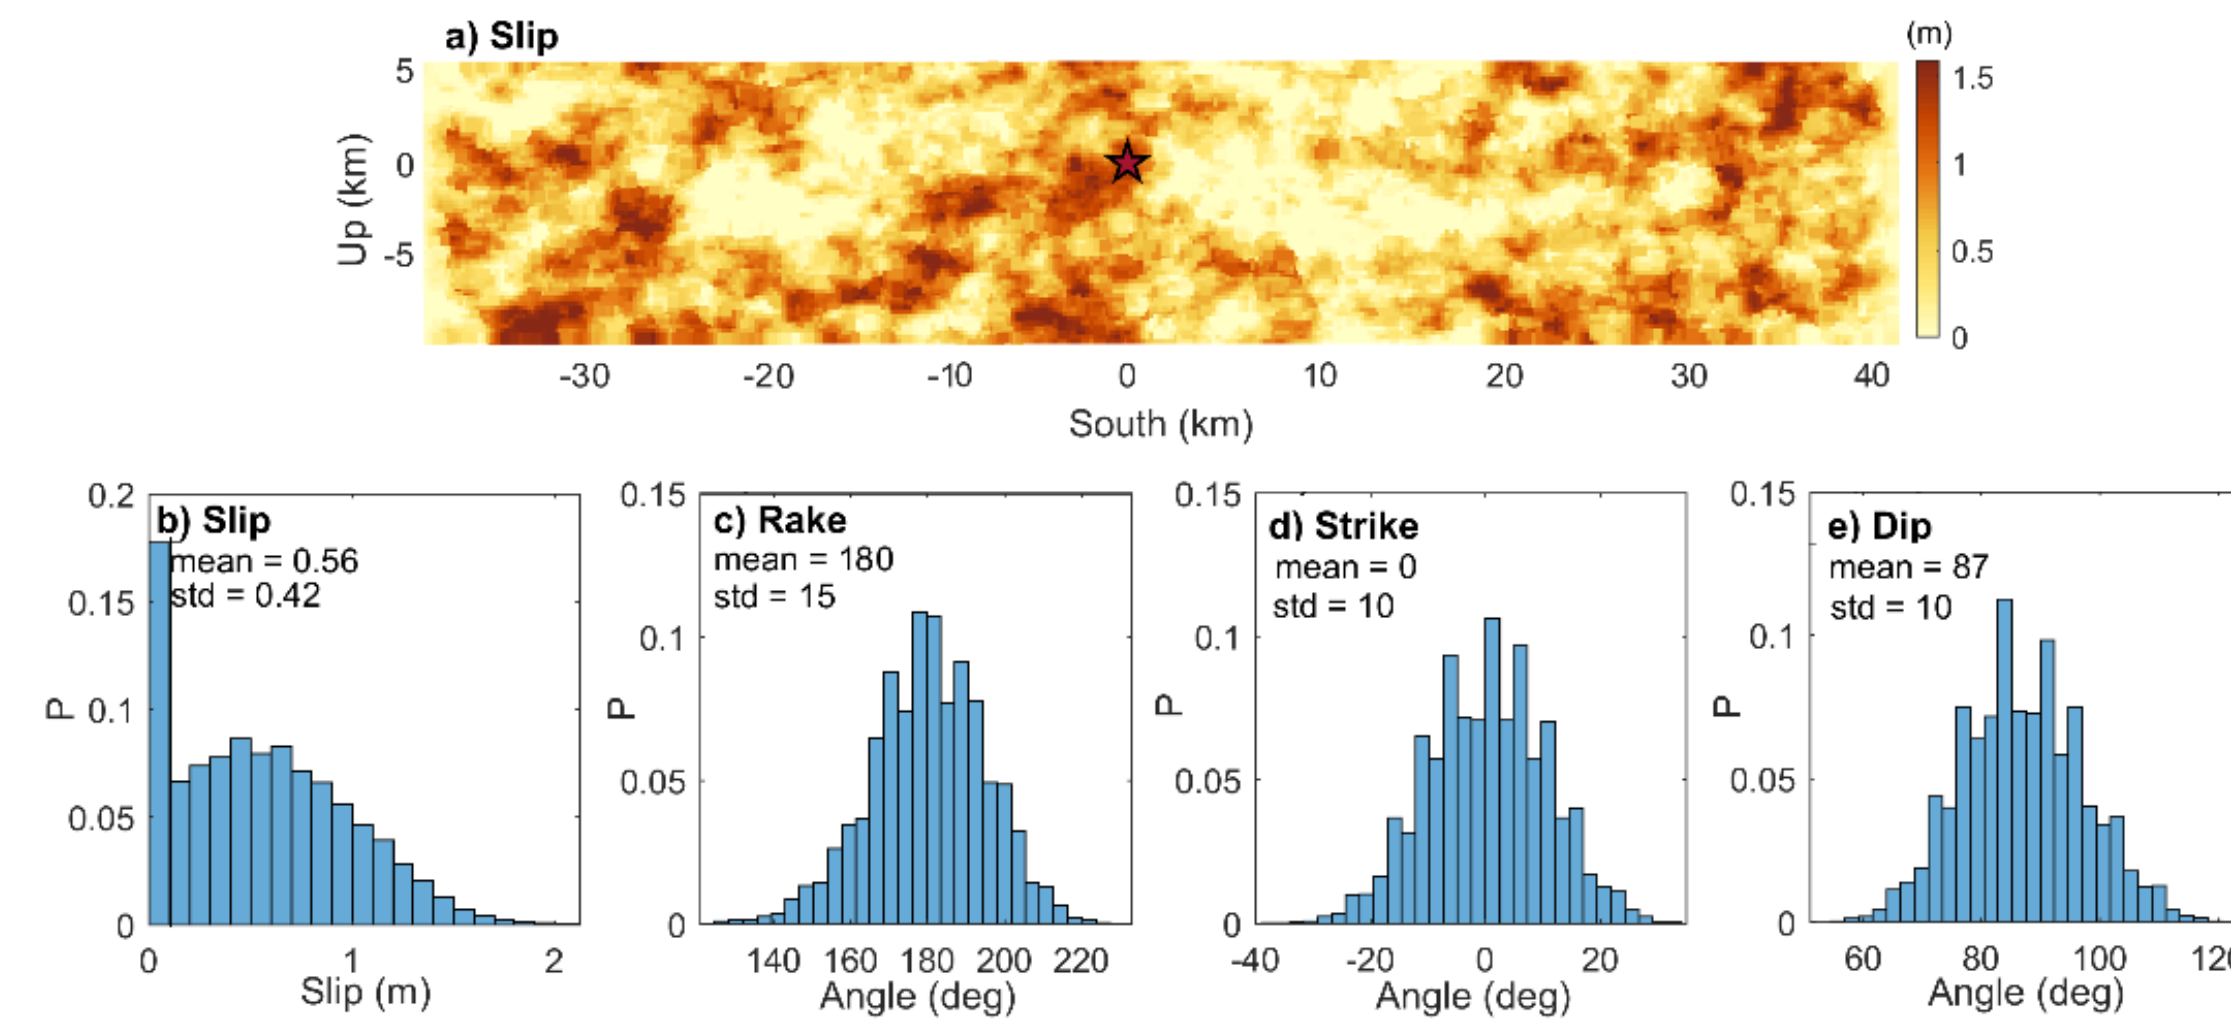 a) Slip
(m)
5
0
-5
Up (km)
1.5
1
0.5
0
-30 -20 -10 0 10 20 30 40
South (km)
b) Slip
mean = 0.56
std = 0.42
0.2
0.15
0.1
0.05
0
P
0 1 2
Slip (m)
c) Rake
mean = 180
std = 15
0.15
0.1
0.05
0
P
140 160 180 200 220
Angle (deg)
d) Strike
mean = 0
std = 10
0.15
0.1
0.05
0
P
-40 -20 0 20
Angle (deg)
e) Dip
mean = 87
std = 10
0.15
0.1
0.05
0
P
60 80 100
Angle (deg)